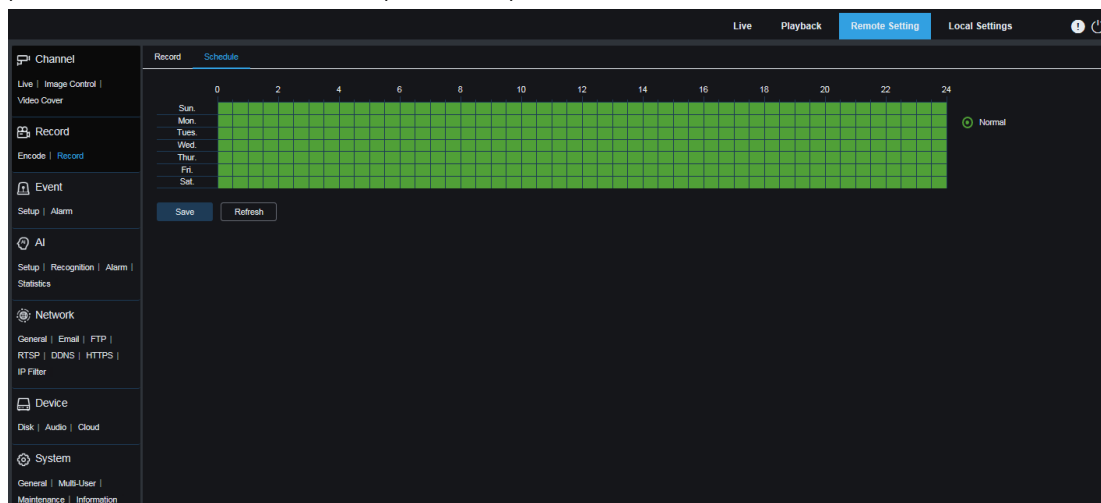 Live Playback Remote Setting Local Settings
Channel
Live | Image Control |
Video Cover
Record
Encode | Record
Event
Setup | Alarm
AI
Setup | Recognition | Alarm |
Statistics
Network
General | Email | FTP |
RTSP | DDNS | HTTPS |
IP Filter
Device
Disk | Audio | Cloud
System
General | Multi-User |
Maintenance | Information
Record Schedule
0 2 4 6 8 10 12 14 16 18 20 22 24
Sun.
Mon.
Tues.
Wed.
Thur.
Fri.
Sat.
Normal
Save Refresh